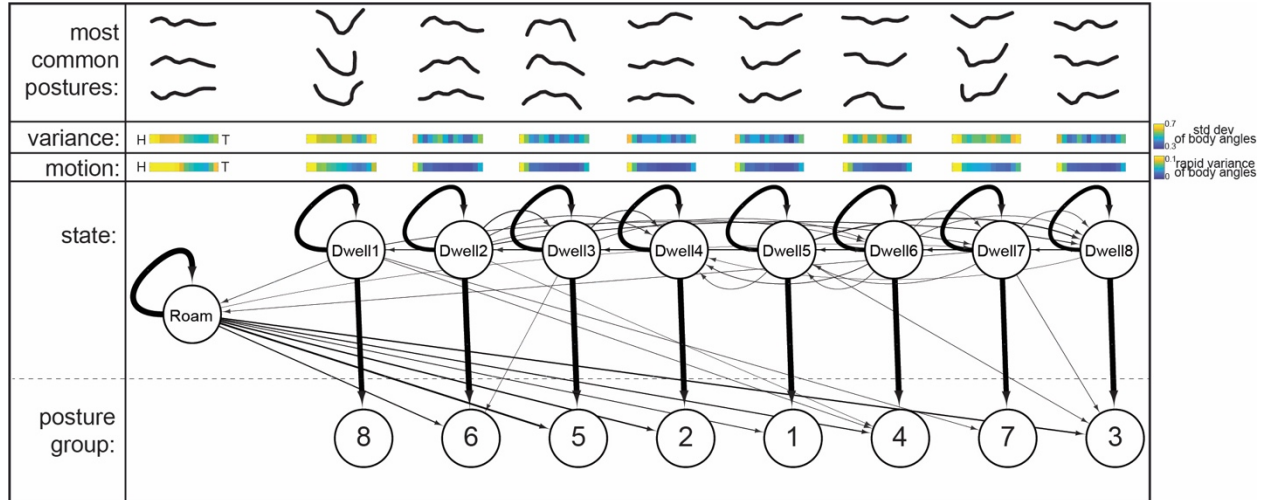 most
common
postures:
variance:
H T
0.7
std dev
of body angles
0.3
motion:
H T
0.1
rapid variance
of body angles
0
state:
Dwell1 Dwell2 Dwell3 Dwell4 Dwell5 Dwell6 Dwell7 Dwell8
Roam
posture
group:
8 6 5 2 1 4 7 3